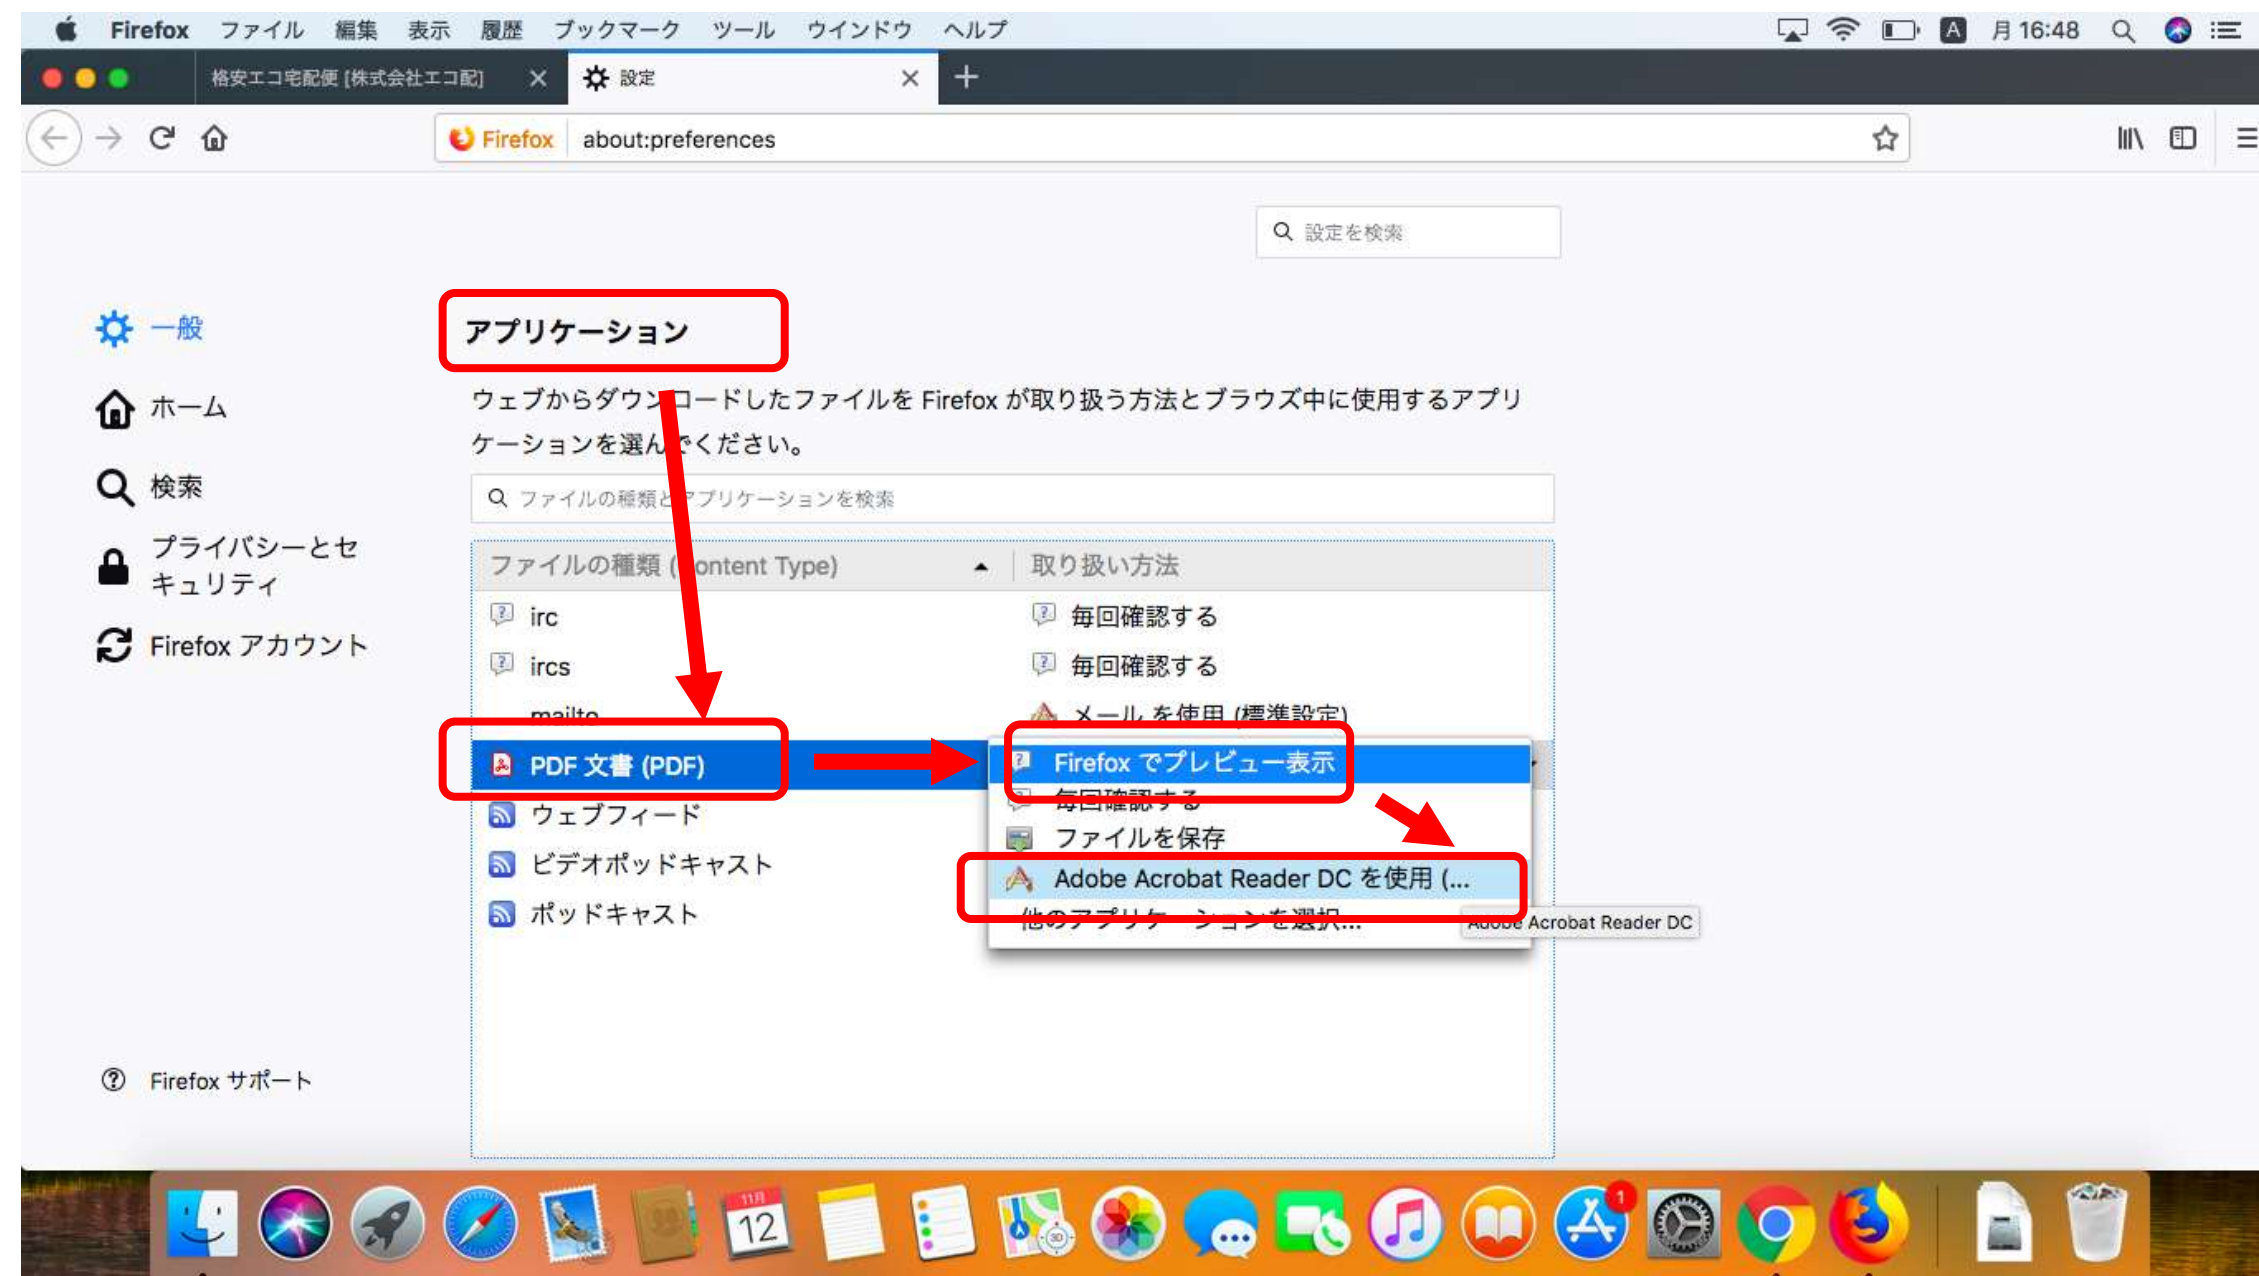 Firefox ファイル 編集 表示 履歴 ブックマーク ツール ウインドウ ヘルプ A 月 16:48
格安エコ宅配便 [株式会社エコ配] 設定
Firefox about:preferences
設定を検索
一般
ホーム
検索
プライバシーとセ
キュリティ
Firefox アカウント
Firefox サポート
アプリケーション
ウェブからダウンロードしたファイルを Firefox が取り扱う方法とブラウズ中に使用するアプリ
ケーションを選んでください。
ファイルの種類とアプリケーションを検索
ファイルの種類 (Content Type) 取り扱い方法
irc 毎回確認する
ircs 毎回確認する
mailto メール を使用 (標準設定)
PDF 文書 (PDF) Firefox でプレビュー表示
毎回確認する
ウェブフィード
ファイルを保存
ビデオポッドキャスト Adobe Acrobat Reader DC を使用 (...
ポッドキャスト 他のアプリケーションを選択...
Adobe Acrobat Reader DC
11月
12
3D
1